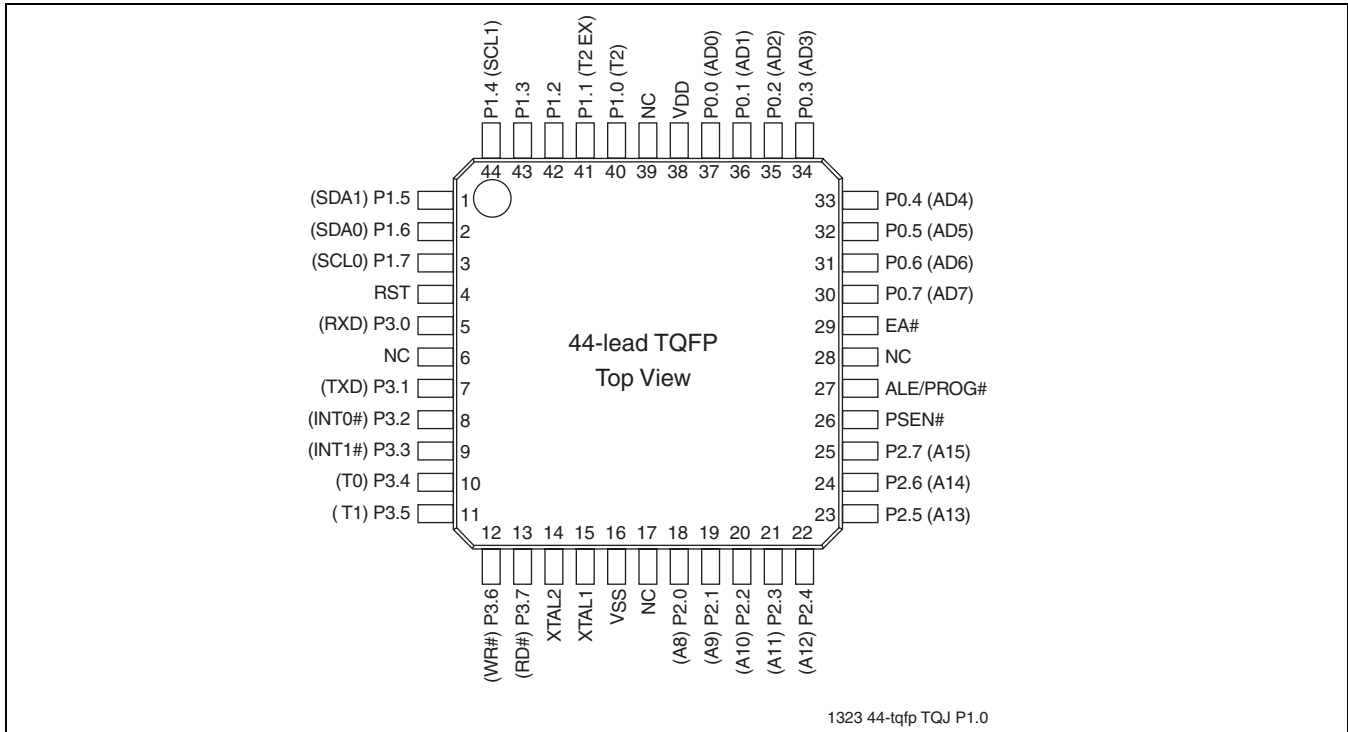 P1.4 (SCL1)
P1.3
P1.2
P1.1 (T2 EX)
P1.0 (T2)
NC
VDD
P0.0 (AD0)
P0.1 (AD1)
P0.2 (AD2)
P0.3 (AD3)
44 43 42 41 40 39 38 37 36 35 34
(SDA1) P1.5 1
(SDA0) P1.6 2
(SCL0) P1.7 3
RST 4
(RXD) P3.0 5
NC 6
(TXD) P3.1 7
(INT0#) P3.2 8
(INT1#) P3.3 9
(T0) P3.4 10
( T1) P3.5 11
44-lead TQFP
Top View
33 P0.4 (AD4)
32 P0.5 (AD5)
31 P0.6 (AD6)
30 P0.7 (AD7)
29 EA#
28 NC
27 ALE/PROG#
26 PSEN#
25 P2.7 (A15)
24 P2.6 (A14)
23 P2.5 (A13)
12 13 14 15 16 17 18 19 20 21 22
(WR#) P3.6
(RD#) P3.7
XTAL2
XTAL1
VSS
NC
(A8) P2.0
(A9) P2.1
(A10) P2.2
(A11) P2.3
(A12) P2.4
1323 44-tqfp TQJ P1.0